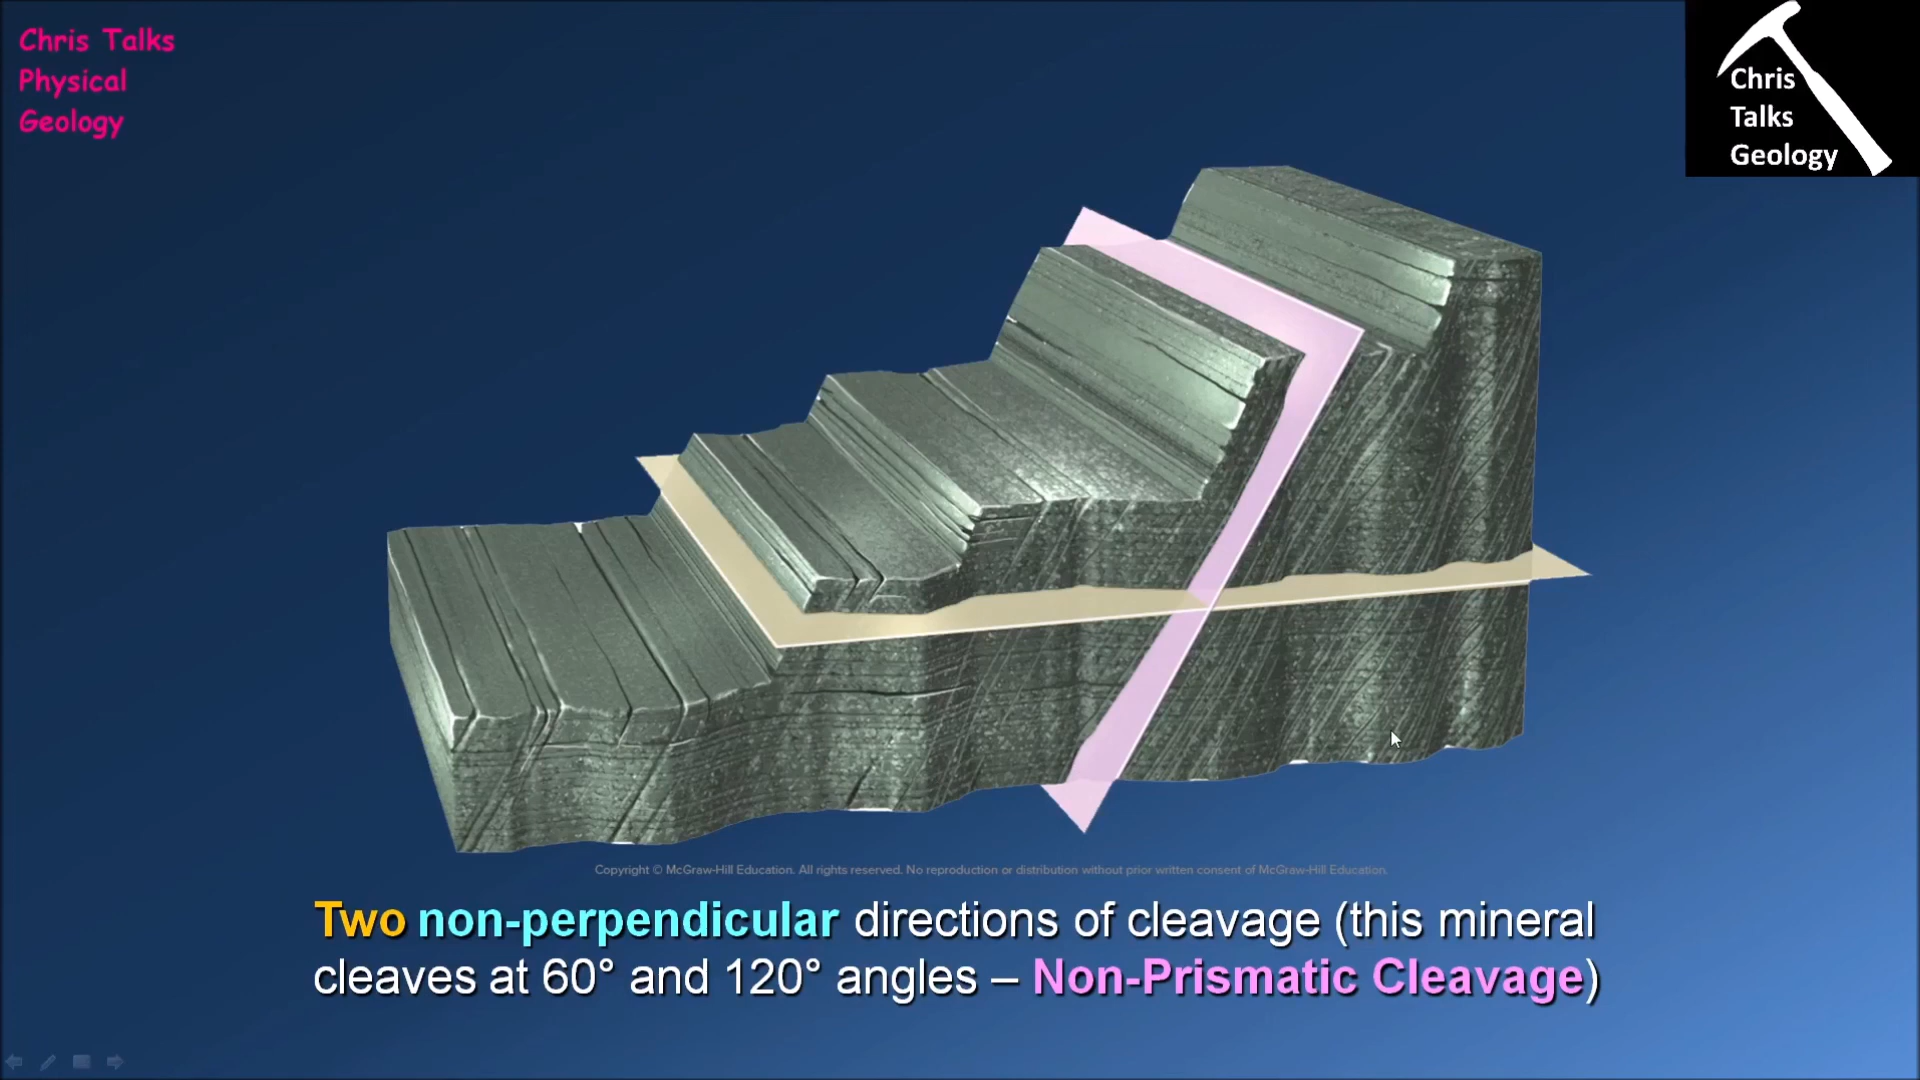 Chris Talks
Physical
Geology
Chris
Talks
Geology
Copyright © McGraw-Hill Education. All rights reserved. No reproduction or distribution without prior written consent of McGraw-Hill Education.
Two non-perpendicular directions of cleavage (this mineral
cleaves at 60° and 120° angles – Non-Prismatic Cleavage)